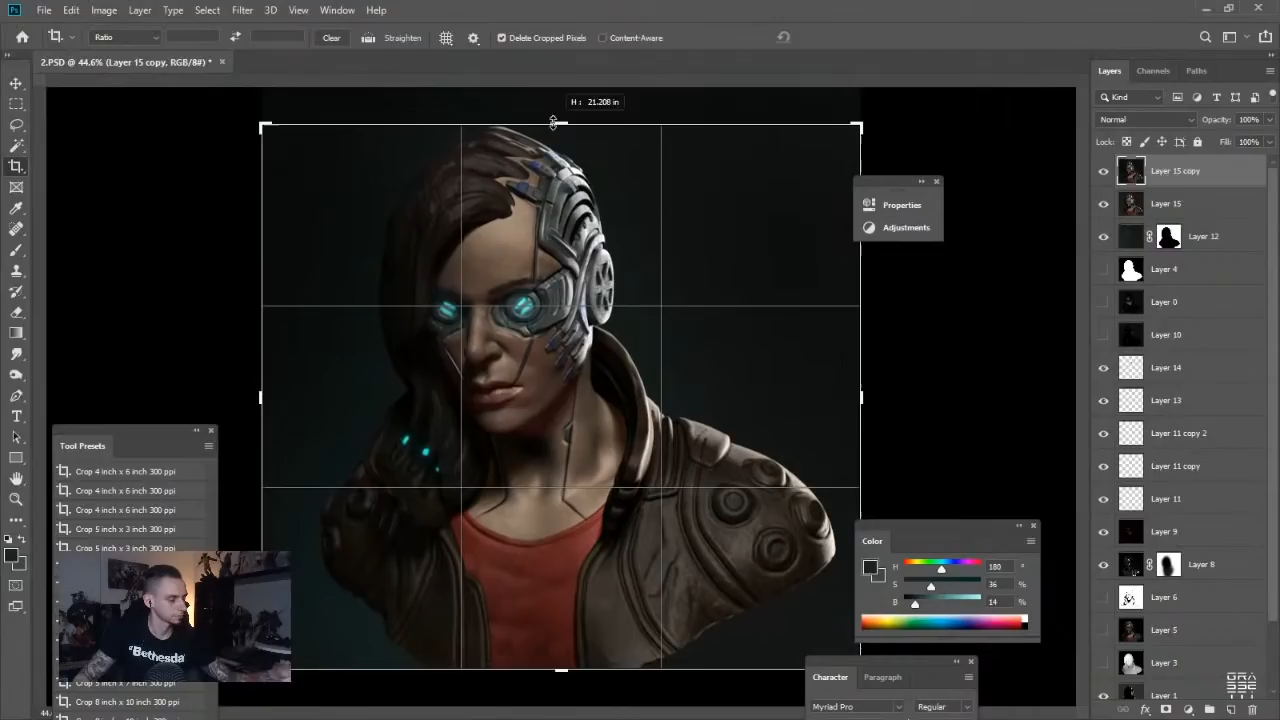 Ps File Edit Image Layer Type Select Filter 3D View Window Help
Ratio Clear Straighten Delete Cropped Pixels Content-Aware
2.PSD @ 44.6% (Layer 15 copy, RGB/8#) * ×
H : 21.208 in
Properties
Adjustments
Tool Presets
Crop 4 inch x 6 inch 300 ppi
Crop 4 inch x 6 inch 300 ppi
Crop 4 inch x 6 inch 300 ppi
Crop 5 inch x 3 inch 300 ppi
Crop 5 inch x 7 inch 300 ppi
Crop 8 inch x 10 inch 300 ppi
Bethesda
44.
Color
H 180 °
S 36 %
B 14 %
Character Paragraph
Myriad Pro Regular
Layers Channels Paths
Kind
Normal Opacity: 100%
Lock: Fill: 100%
Layer 15 copy
Layer 15
Layer 12
Layer 4
Layer 0
Layer 10
Layer 14
Layer 13
Layer 11 copy 2
Layer 11 copy
Layer 11
Layer 9
Layer 8
Layer 6
Layer 5
Layer 3
Layer 1